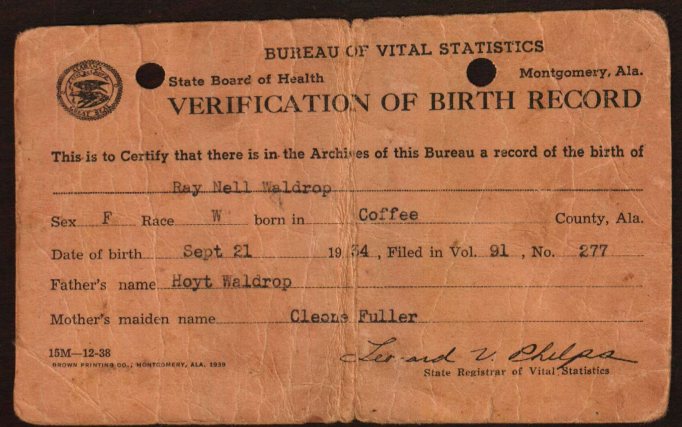 BUREAU OF VITAL STATISTICS
State Board of Health Montgomery, Ala.
VERIFICATION OF BIRTH RECORD
This is to Certify that there is in the Archives of this Bureau a record of the birth of
Ray Nell Waldrop
Sex F Race W born in Coffee County, Ala.
Date of birth Sept 21 1934, Filed in Vol. 91, No. 277
Father's name Hoyt Waldrop
Mother's maiden name Cleone Fuller
15M—12-38
BROWN PRINTING CO., MONTGOMERY, ALA. 1939
V. Phelps
State Registrar of Vital Statistics